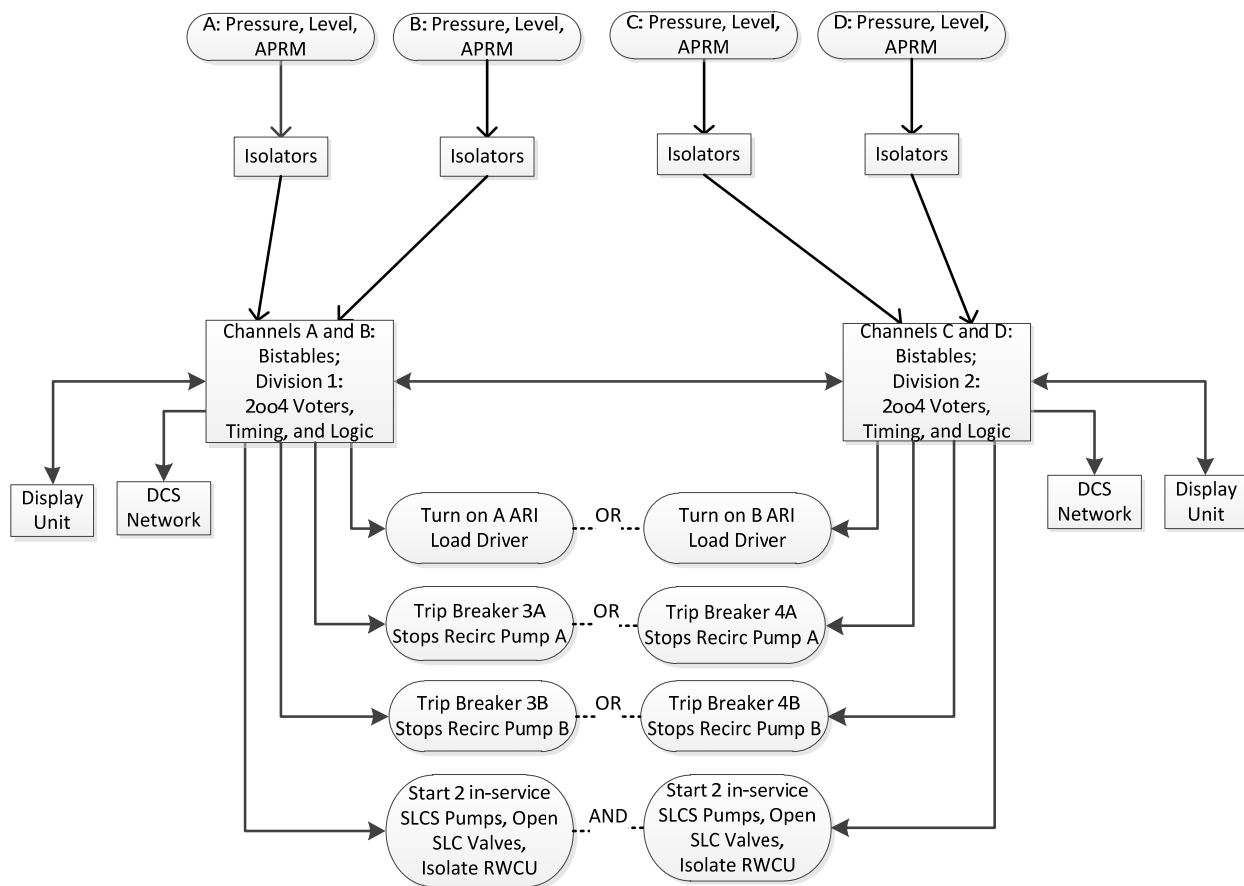 A: Pressure, Level,
APRM
B: Pressure, Level,
APRM
C: Pressure, Level,
APRM
D: Pressure, Level,
APRM
Isolators
Isolators
Isolators
Isolators
Channels A and B:
Bistables;
Division 1:
2oo4 Voters,
Timing, and Logic
Channels C and D:
Bistables;
Division 2:
2oo4 Voters,
Timing, and Logic
Display
Unit
DCS
Network
DCS
Network
Display
Unit
Turn on A ARI
Load Driver
OR
Turn on B ARI
Load Driver
Trip Breaker 3A
Stops Recirc Pump A
OR
Trip Breaker 4A
Stops Recirc Pump A
Trip Breaker 3B
Stops Recirc Pump B
OR
Trip Breaker 4B
Stops Recirc Pump B
Start 2 in-service
SLCS Pumps, Open
SLC Valves,
Isolate RWCU
AND
Start 2 in-service
SLCS Pumps, Open
SLC Valves,
Isolate RWCU